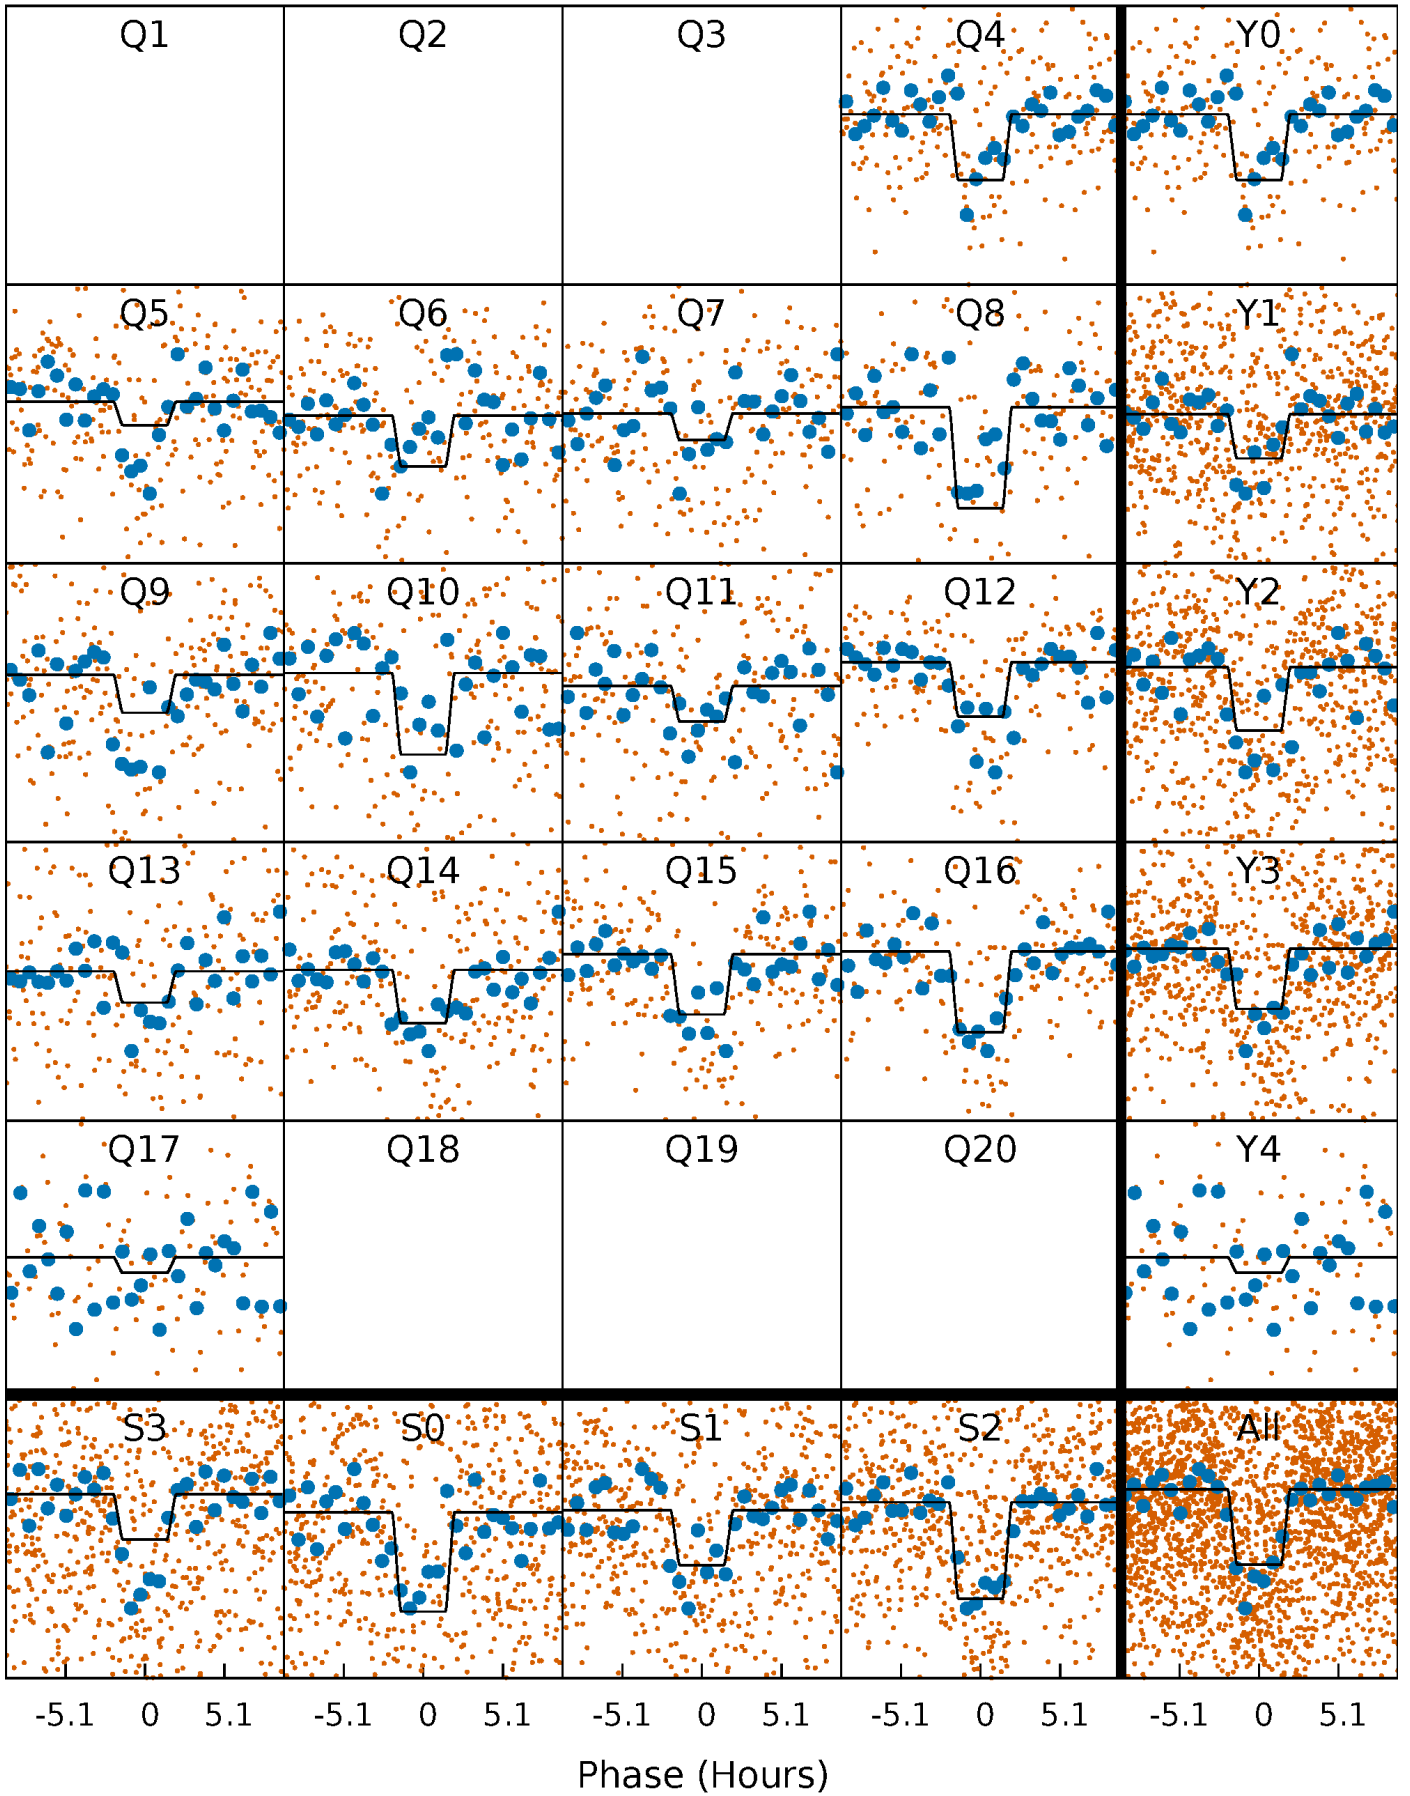 Q1 Q2 Q3 Q4 Y0
Q5 Q6 Q7 Q8 Y1
Q9 Q10 Q11 Q12 Y2
Q13 Q14 Q15 Q16 Y3
Q17 Q18 Q19 Q20 Y4
S3 S0 S1 S2 All
-5.1 0 5.1 -5.1 0 5.1 -5.1 0 5.1 -5.1 0 5.1 -5.1 0 5.1
Phase (Hours)